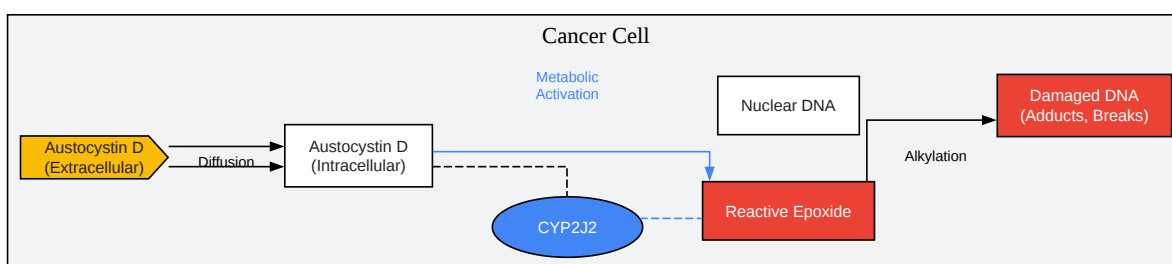 Cancer Cell
Metabolic
Activation
Nuclear DNA
Damaged DNA
(Adducts, Breaks)
Austocystin D
(Extracellular)
Diffusion
Austocystin D
(Intracellular)
Alkylation
CYP2J2
Reactive Epoxide